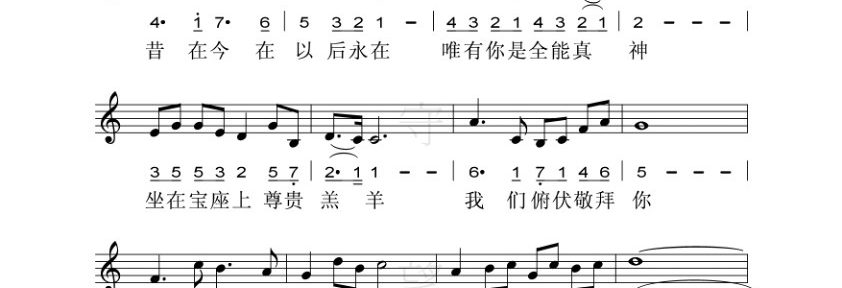 4· i 7· 6 | 5 3 2 1 – | 4 3 2 1 4 3 2 1 | 2 – – – |
昔 在今 在 以 后永在 唯有你是全能真 神
守
3 5 5 3 2 5 7 | 2· 1 1 – – | 6· 1 7 1 4 6 | 5 – – – |
坐在宝座上 尊贵 羔 羊 我 们俯伏敬拜 你